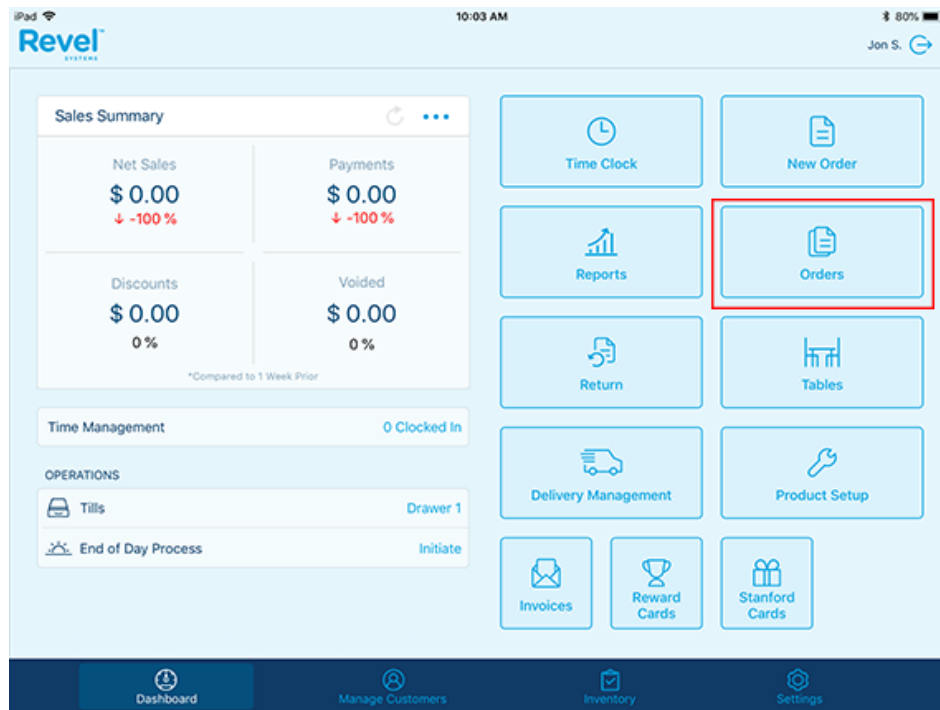 iPad
10:03 AM
80%
Revel™
SYSTEMS
Jon S.
Sales Summary
Net Sales
$ 0.00
↓ -100 %
Payments
$ 0.00
↓ -100 %
Discounts
$ 0.00
0 %
Voided
$ 0.00
0 %
*Compared to 1 Week Prior
Time Management
0 Clocked In
OPERATIONS
Tills
Drawer 1
End of Day Process
Initiate
Time Clock
New Order
Reports
Orders
Return
Tables
Delivery Management
Product Setup
Invoices
Reward
Cards
Stanford
Cards
Dashboard
Manage Customers
Inventory
Settings